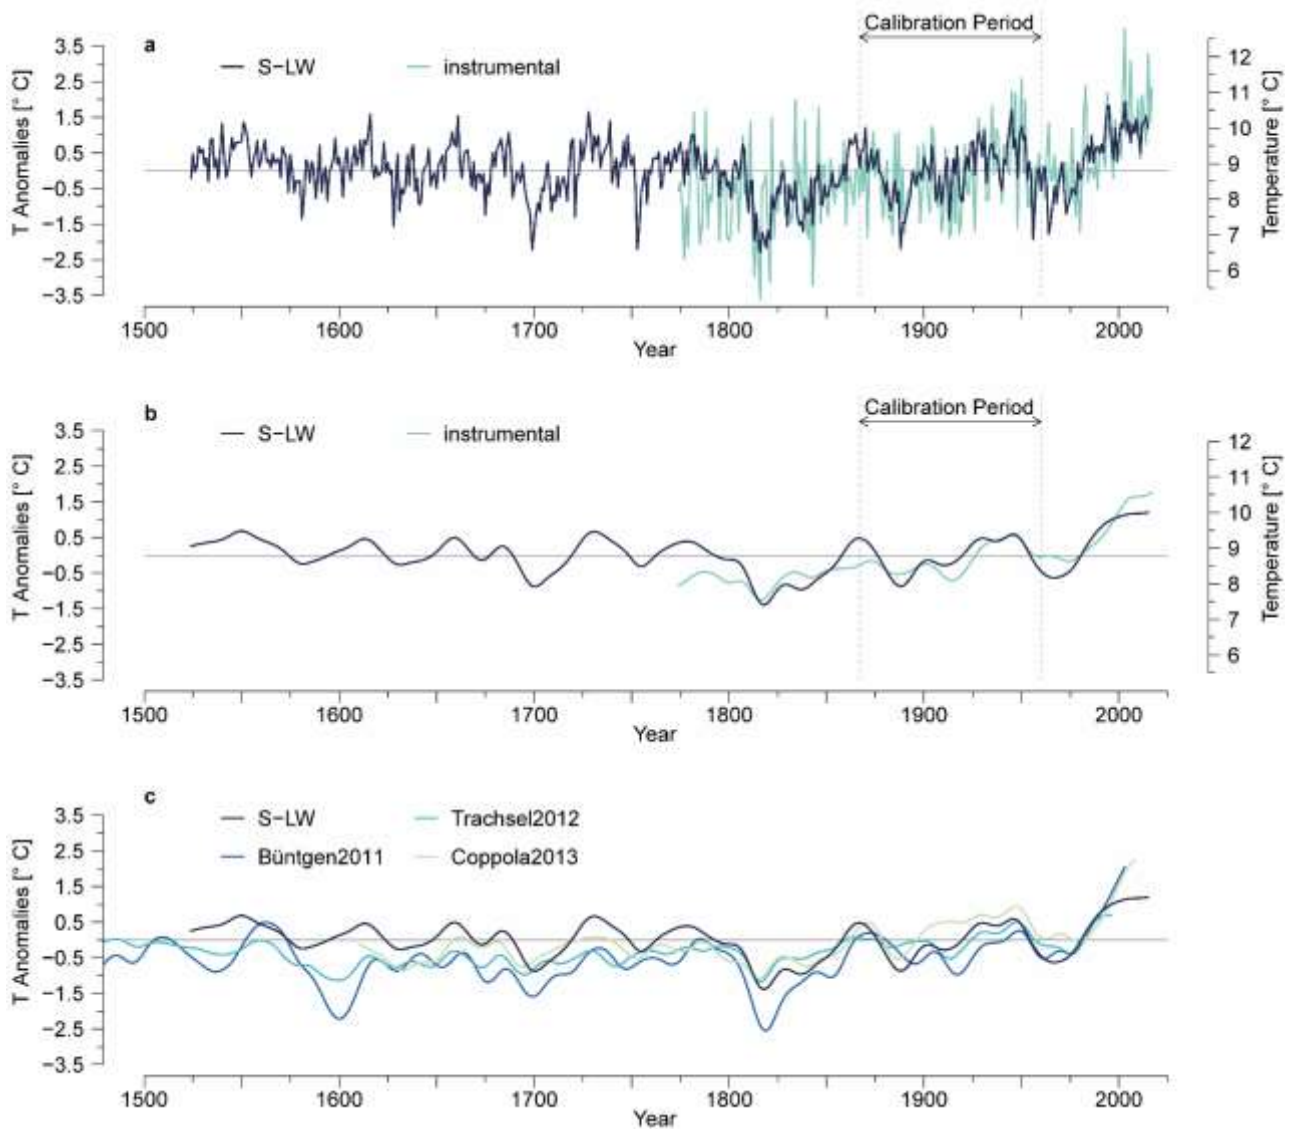 Calibration Period
a
S-LW instrumental
3.5
2.5
1.5
0.5
−0.5
−1.5
−2.5
−3.5
T Anomalies [° C]
12
11
10
9
8
7
6
Temperature [° C]
1500 1600 1700 1800 1900 2000
Year
Calibration Period
b
S-LW instrumental
3.5
2.5
1.5
0.5
−0.5
−1.5
−2.5
−3.5
T Anomalies [° C]
12
11
10
9
8
7
6
Temperature [° C]
1500 1600 1700 1800 1900 2000
Year
c
S-LW Trachsel2012
Büntgen2011 Coppola2013
3.5
2.5
1.5
0.5
−0.5
−1.5
−2.5
−3.5
T Anomalies [° C]
1500 1600 1700 1800 1900 2000
Year